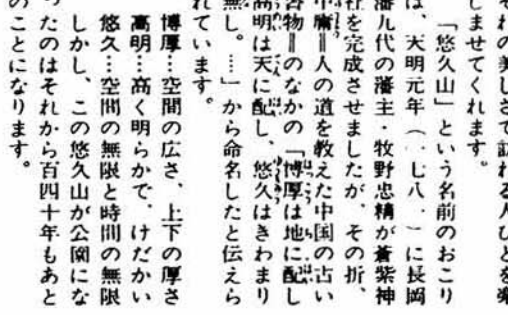 それの美しさで訪れる人びとを楽
しませてくれます。
「悠久山」という名前のおこり
は、天明元年(一七八一)に長岡
藩九代の藩主・牧野忠精が蒼紫神
社を完成させましたが、その折、
中庸＝人の道を教えた中国の古い
書物＝のなかの「博厚は地に配し
高明は天に配し、悠久はきわまり
無し。……」から命名したと伝えら
れています。
博厚…空間の広さ、上下の厚さ
高明…高く明らかで、けだかい
悠久…空間の無限と時間の無限
しかし、この悠久山が公園にな
ったのはそれから百四十年もあと
のことになります。